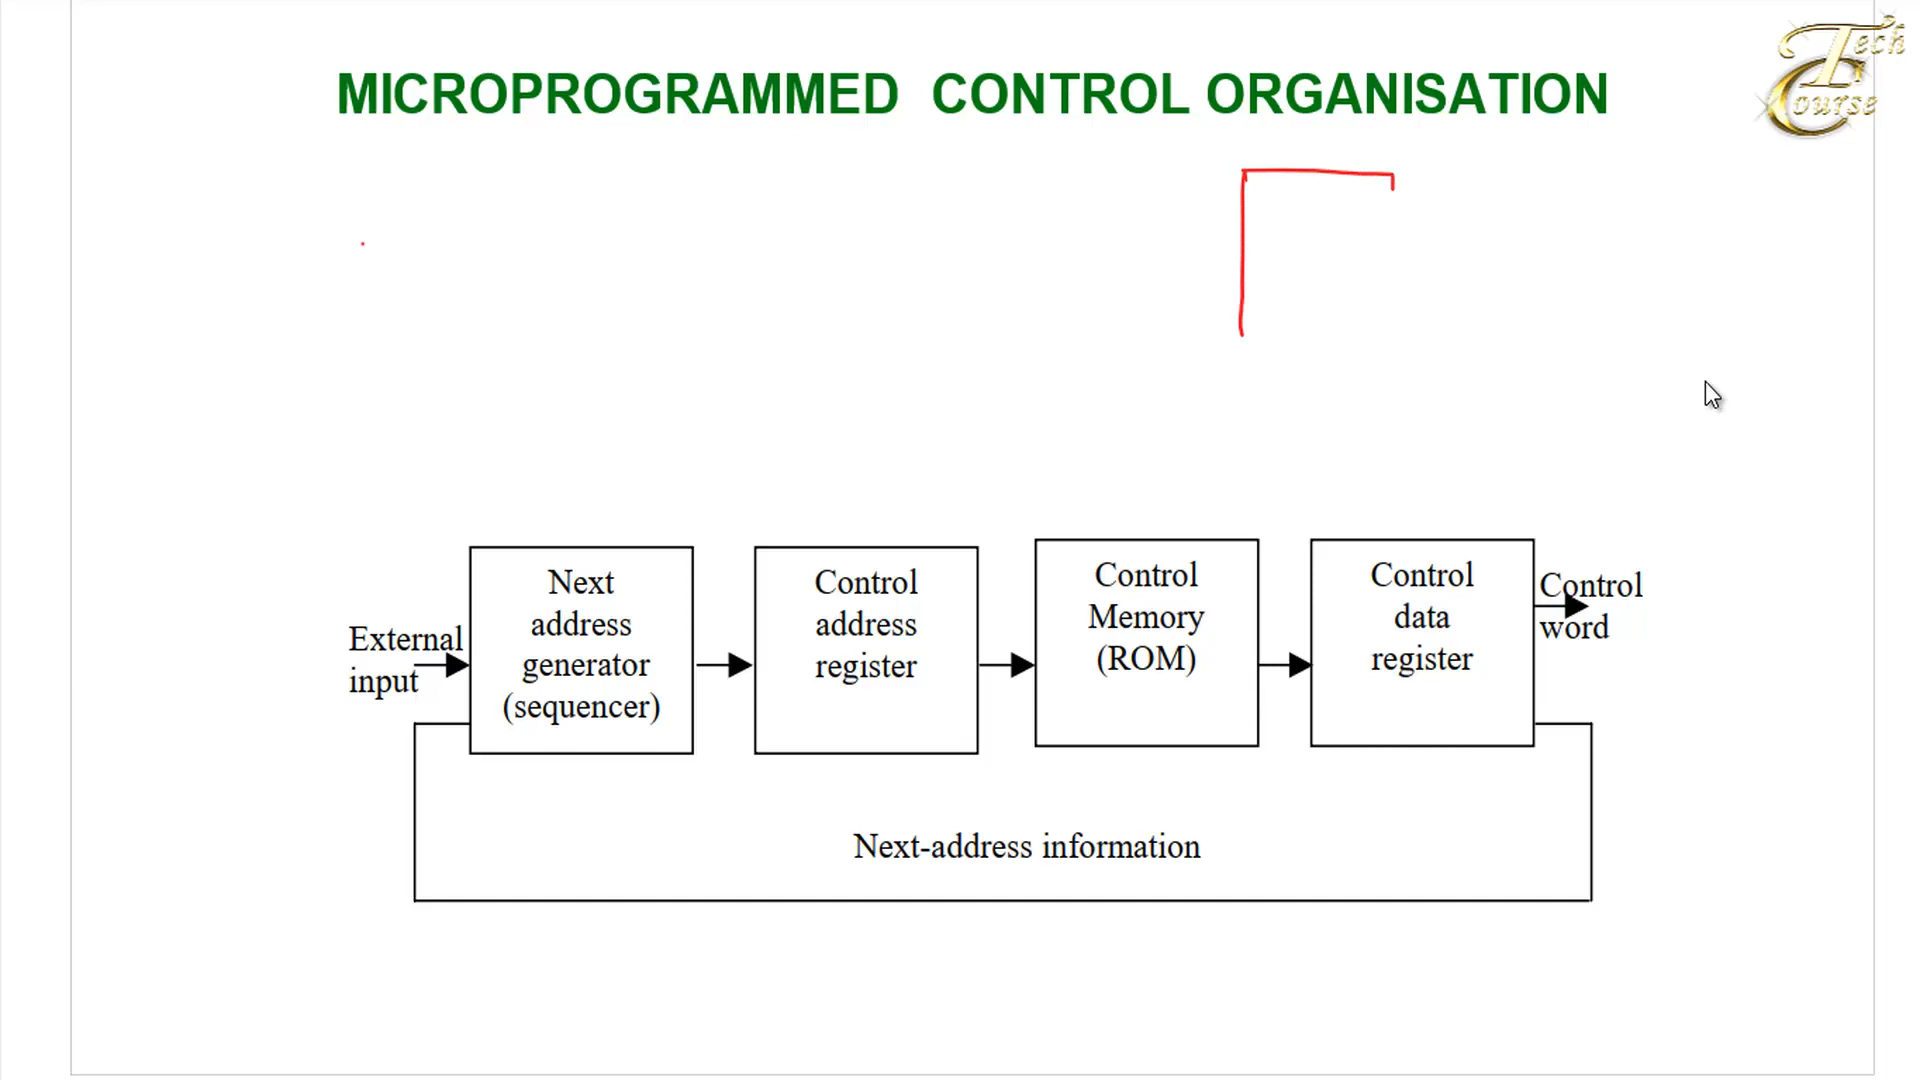 Tech
Course
MICROPROGRAMMED CONTROL ORGANISATION
External
input
Next
address
generator
(sequencer)
Control
address
register
Control
Memory
(ROM)
Control
data
register
Control
word
Next-address information